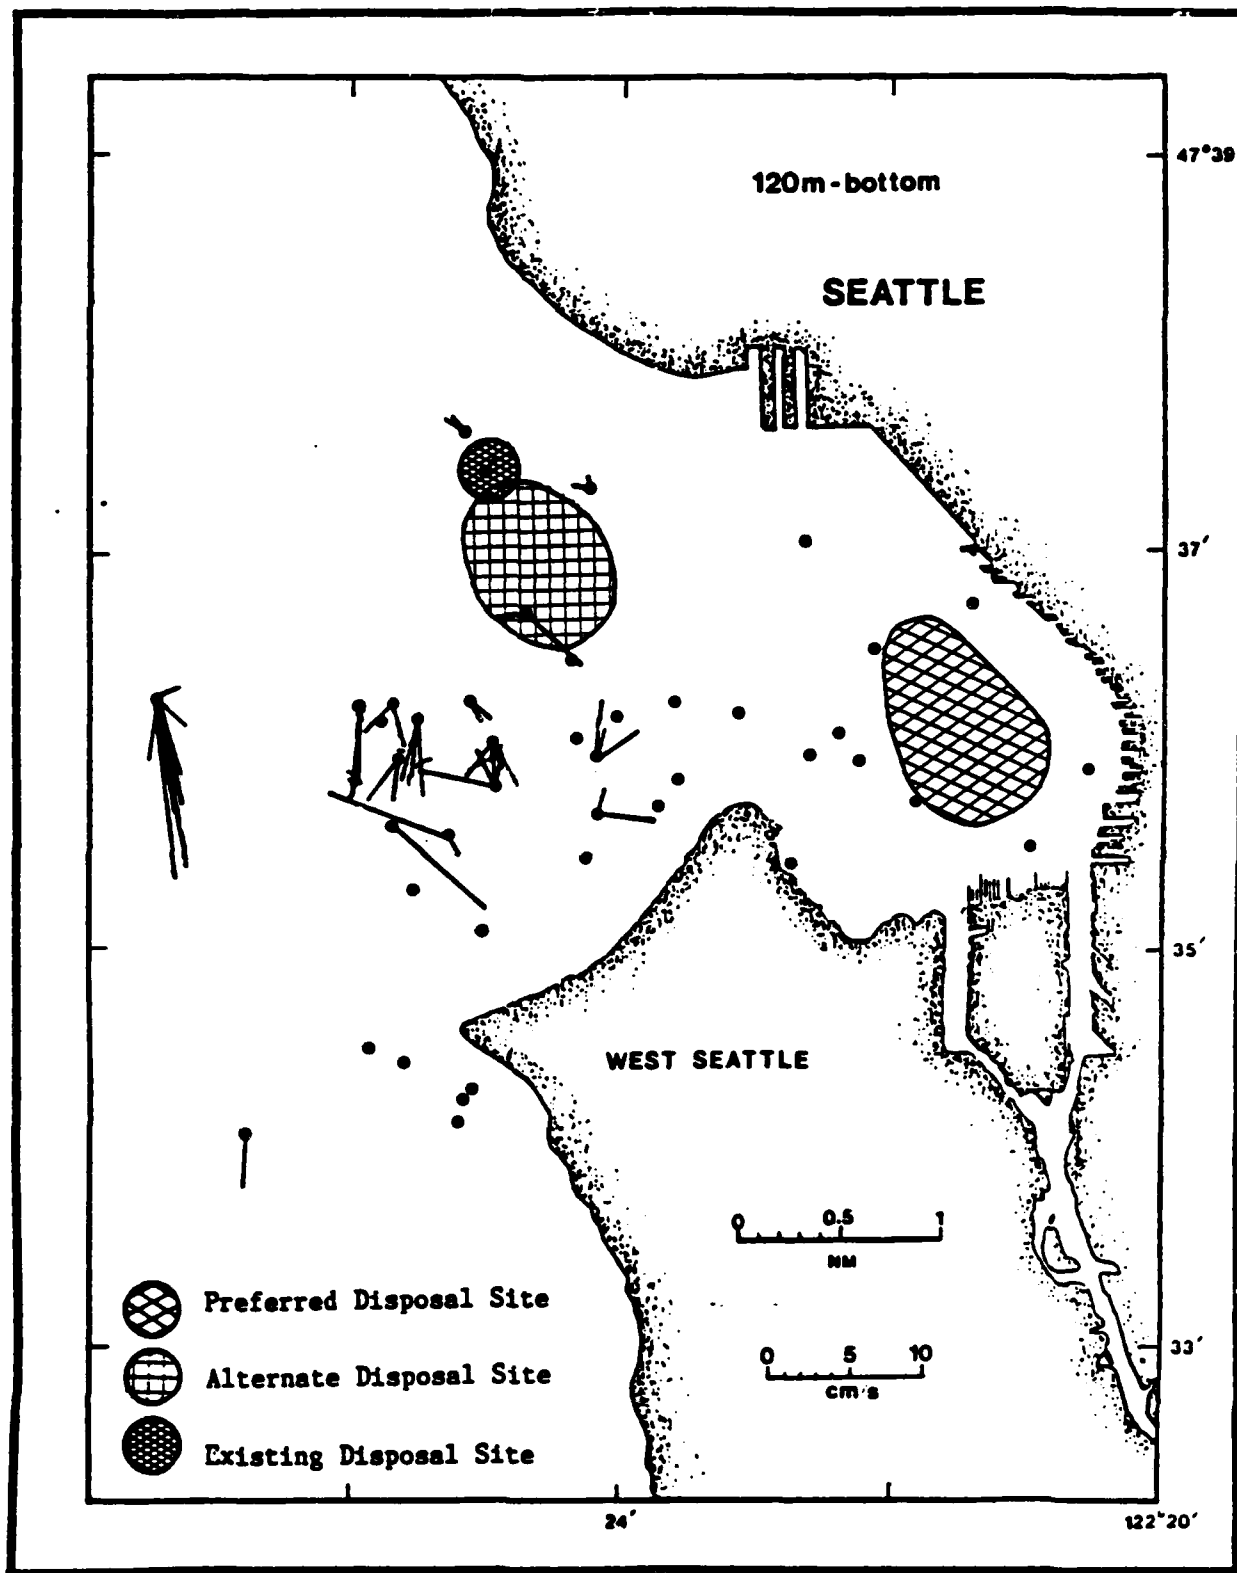 47°39
120m-bottom
SEATTLE
37'
35'
WEST SEATTLE
0 0.5 1
NM
Preferred Disposal Site
33'
0 5 10
cm/s
Alternate Disposal Site
Existing Disposal Site
24'
122°20'